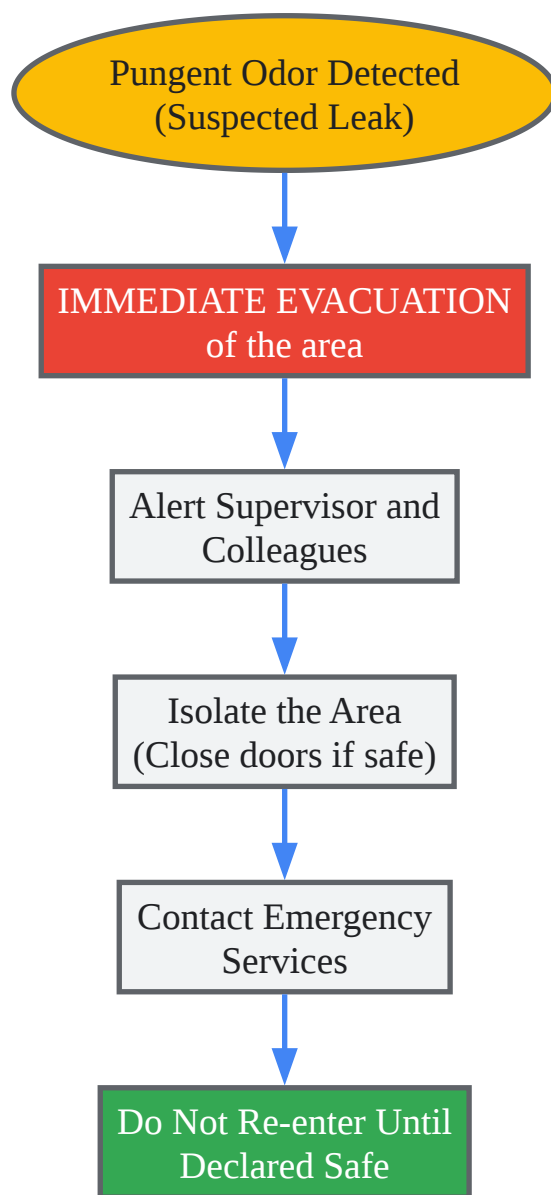 Pungent Odor Detected
(Suspected Leak)
IMMEDIATE EVACUATION
of the area
Alert Supervisor and
Colleagues
Isolate the Area
(Close doors if safe)
Contact Emergency
Services
Do Not Re-enter Until
Declared Safe